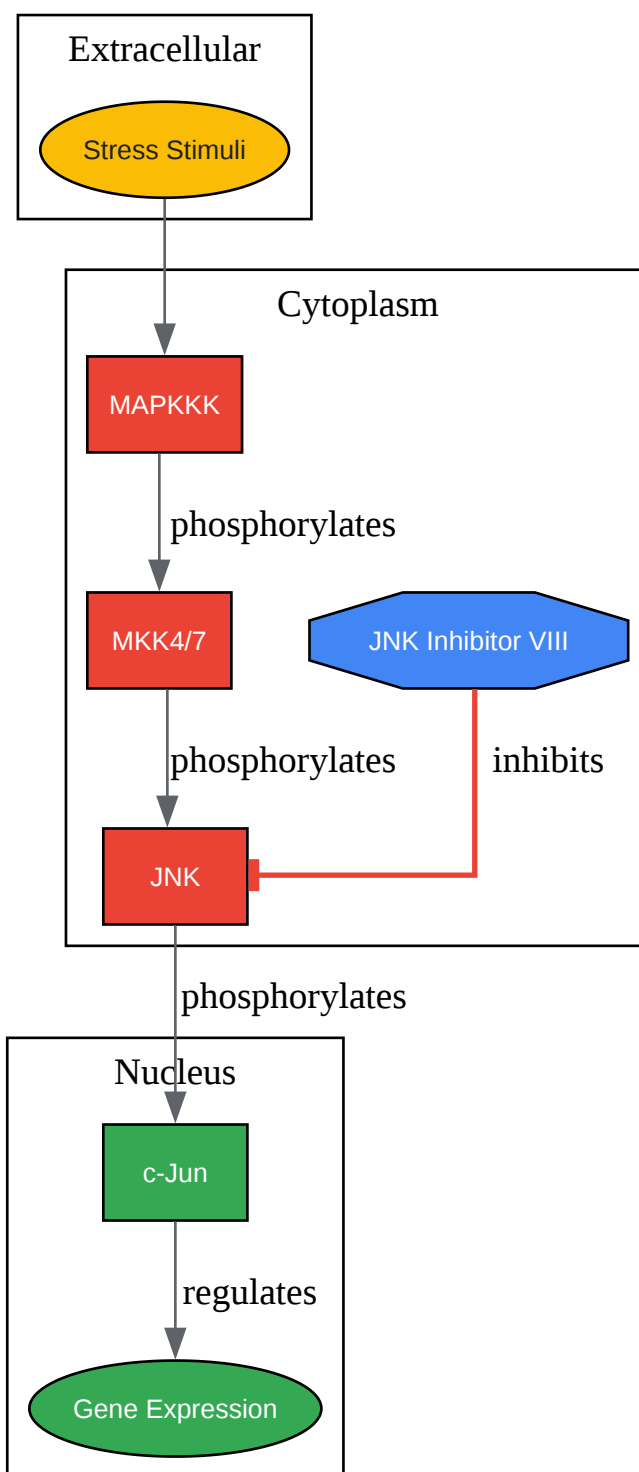 Extracellular
Stress Stimuli
Cytoplasm
MAPKKK
phosphorylates
MKK4/7
JNK Inhibitor VIII
phosphorylates
inhibits
JNK
phosphorylates
Nucleus
c-Jun
regulates
Gene Expression